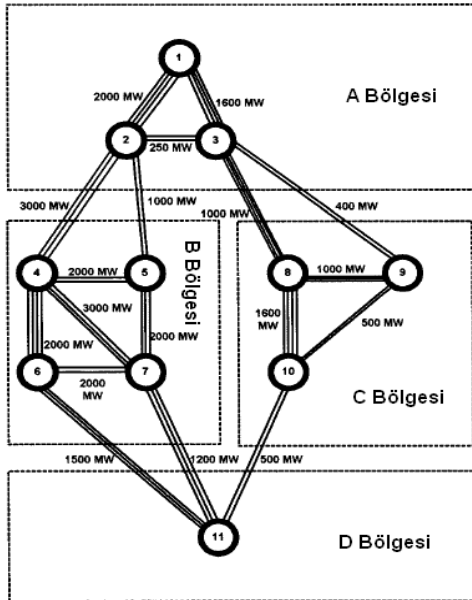 1
2000 MW
1600 MW
A Bölgesi
2
3
250 MW
3000 MW
1000 MW
1000 MW
400 MW
B Bölgesi
4
2000 MW
5
8
1000 MW
9
3000 MW
2000 MW
1600
MW
500 MW
2000 MW
6
2000
MW
7
10
C Bölgesi
1500 MW
1200 MW
500 MW
11
D Bölgesi